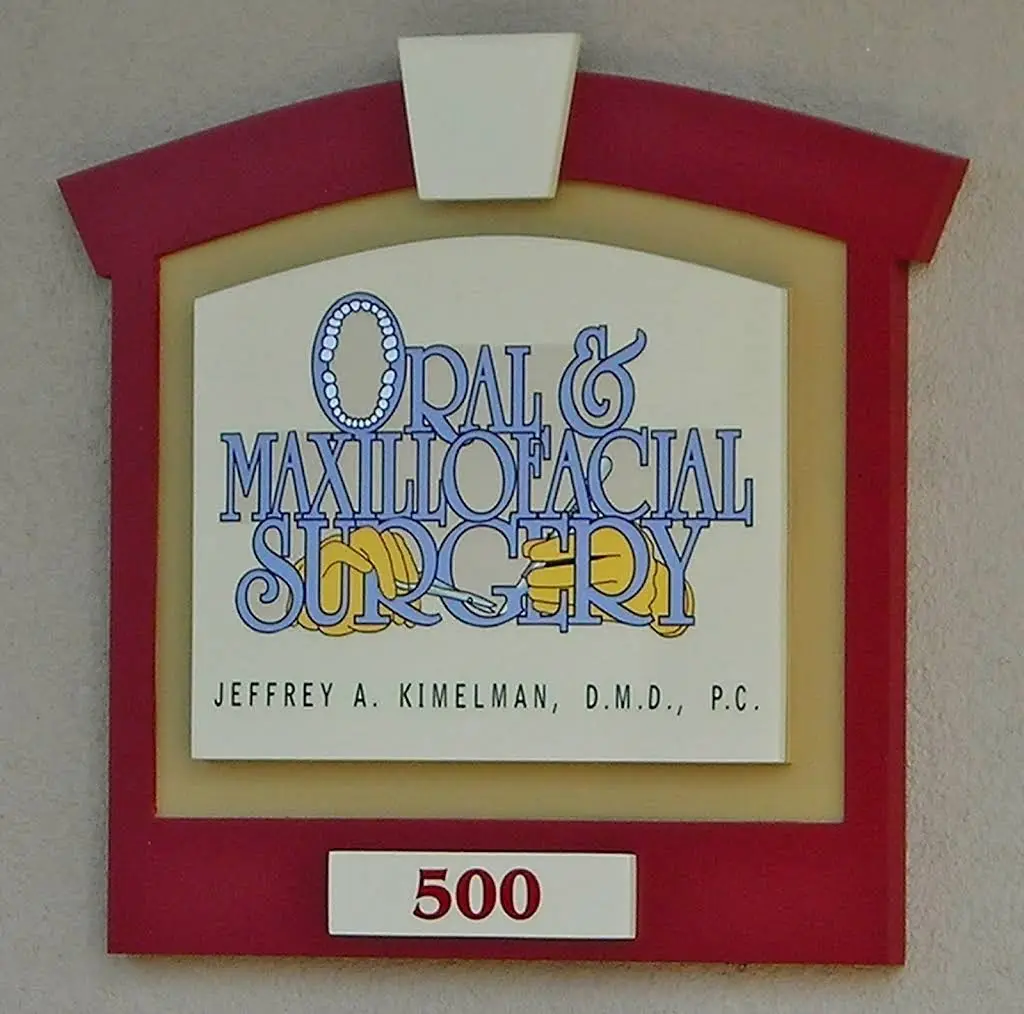 ORAL &
MAXILLOFACIAL
SURGERY
JEFFREY A. KIMELMAN, D.M.D., P.C.
500